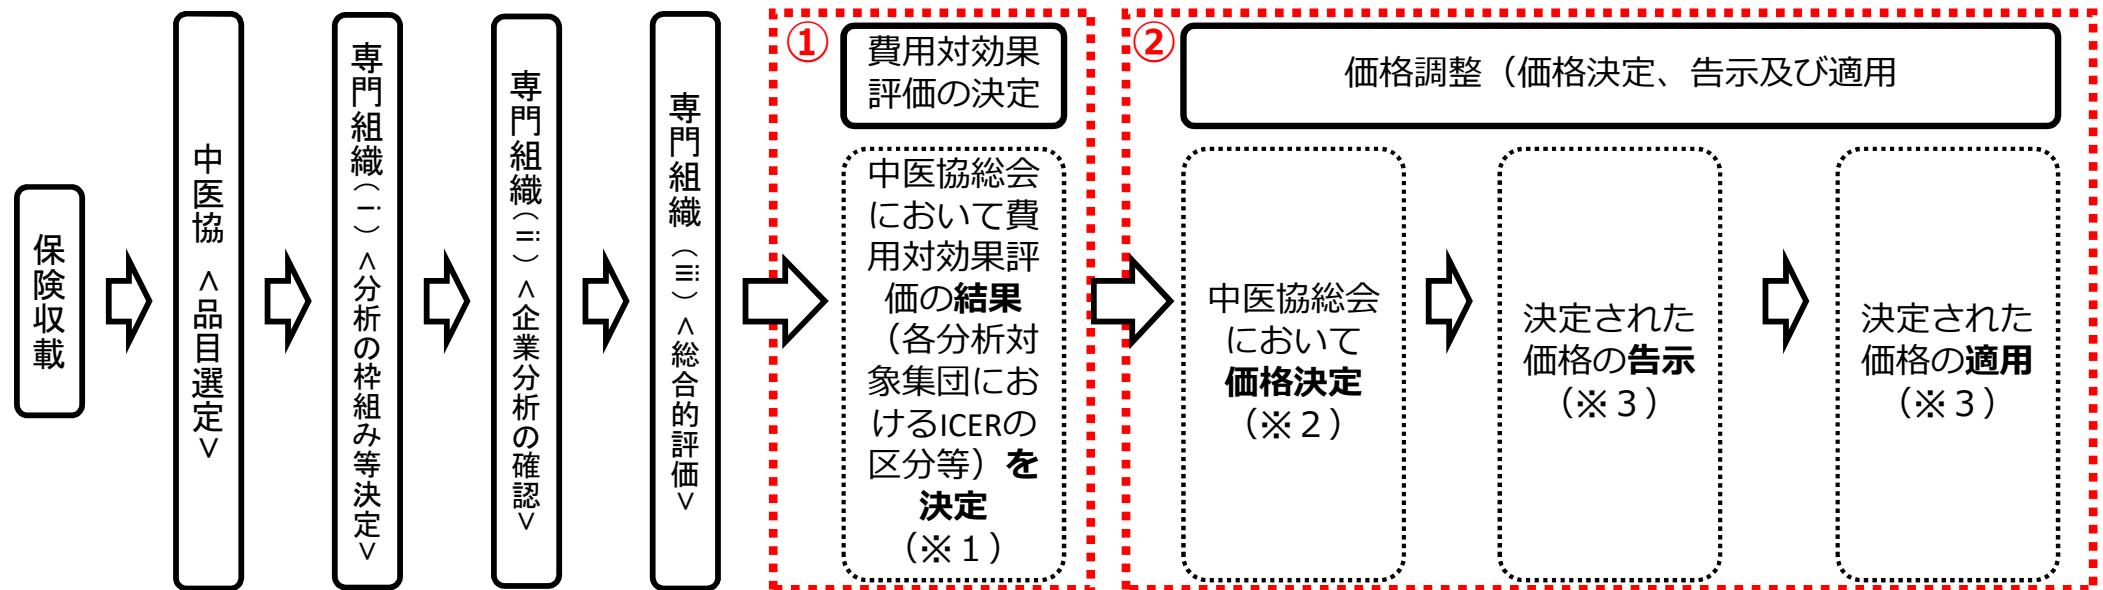 保険収載
中医協 ＜品目選定＞
専門組織（ⅰ）＜分析の枠組み等決定＞
専門組織（ⅱ）＜企業分析の確認＞
専門組織（ⅲ）＜総合的評価＞
①
費用対効果
評価の決定
中医協総会
において費
用対効果評
価の結果
（各分析対
象集団にお
けるICERの
区分等）を
決定
（※１）
②
価格調整（価格決定、告示及び適用
中医協総会
において
価格決定
（※２）
決定された
価格の告示
（※３）
決定された
価格の適用
（※３）